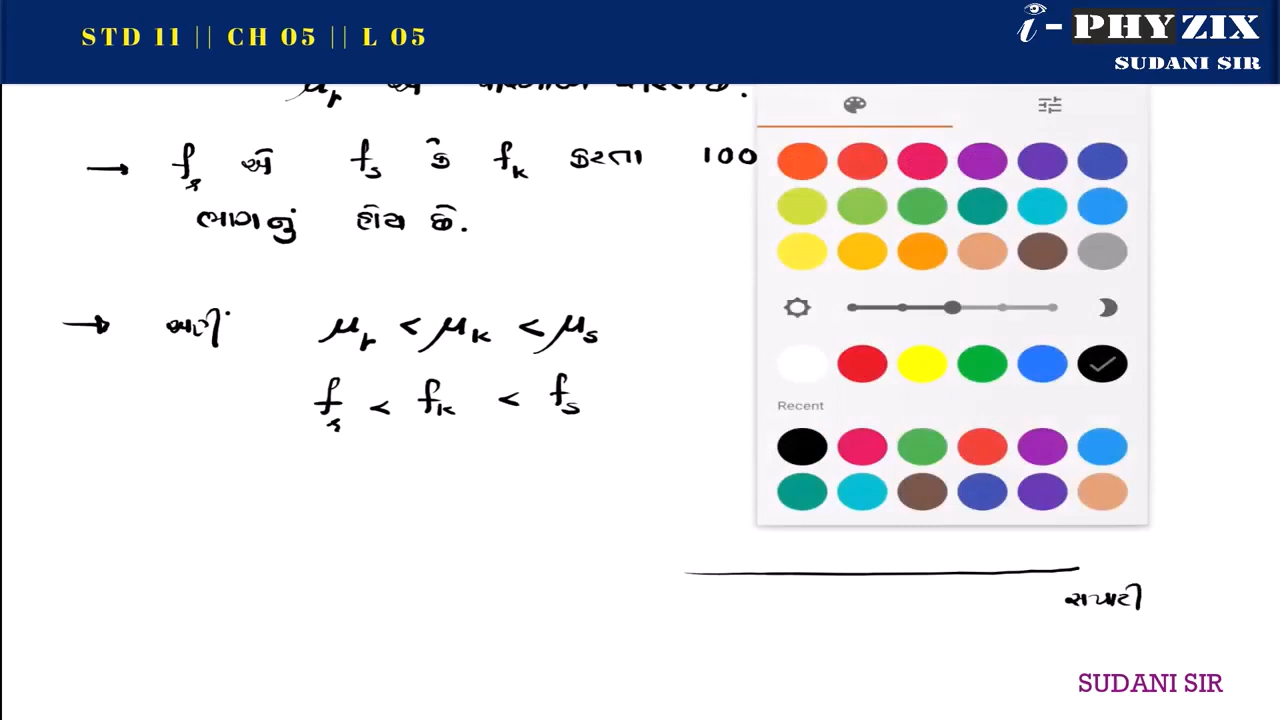 STD 11 || CH 05 || L 05
i - PHYZIX
SUDANI SIR
μr એ
→ fr એ fs કે fk કરતા 100
ભાગનું હોય છે.
→ અહીં μr < μk < μs
fr < fk < fs
Recent
સપાટી
SUDANI SIR